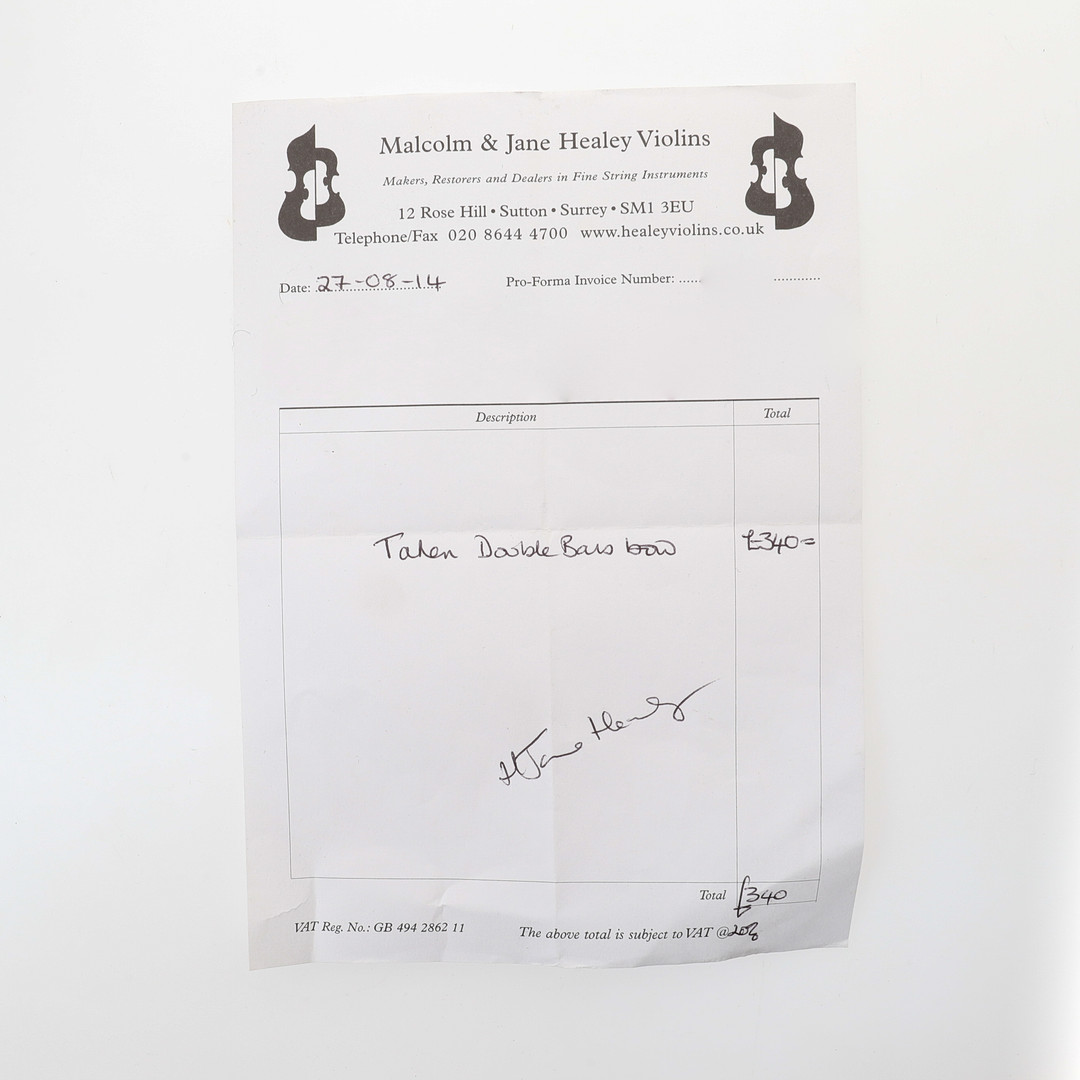 Malcolm & Jane Healey Violins
Makers, Restorers and Dealers in Fine String Instruments
12 Rose Hill • Sutton • Surrey • SM1 3EU
Telephone/Fax 020 8644 4700 www.healeyviolins.co.uk
Date: 27-08-14 Pro-Forma Invoice Number: ...... ............
Description Total
Double Bass bow £340=
Jane Healey
Total £340
VAT Reg. No.: GB 494 2862 11 The above total is subject to VAT @20%